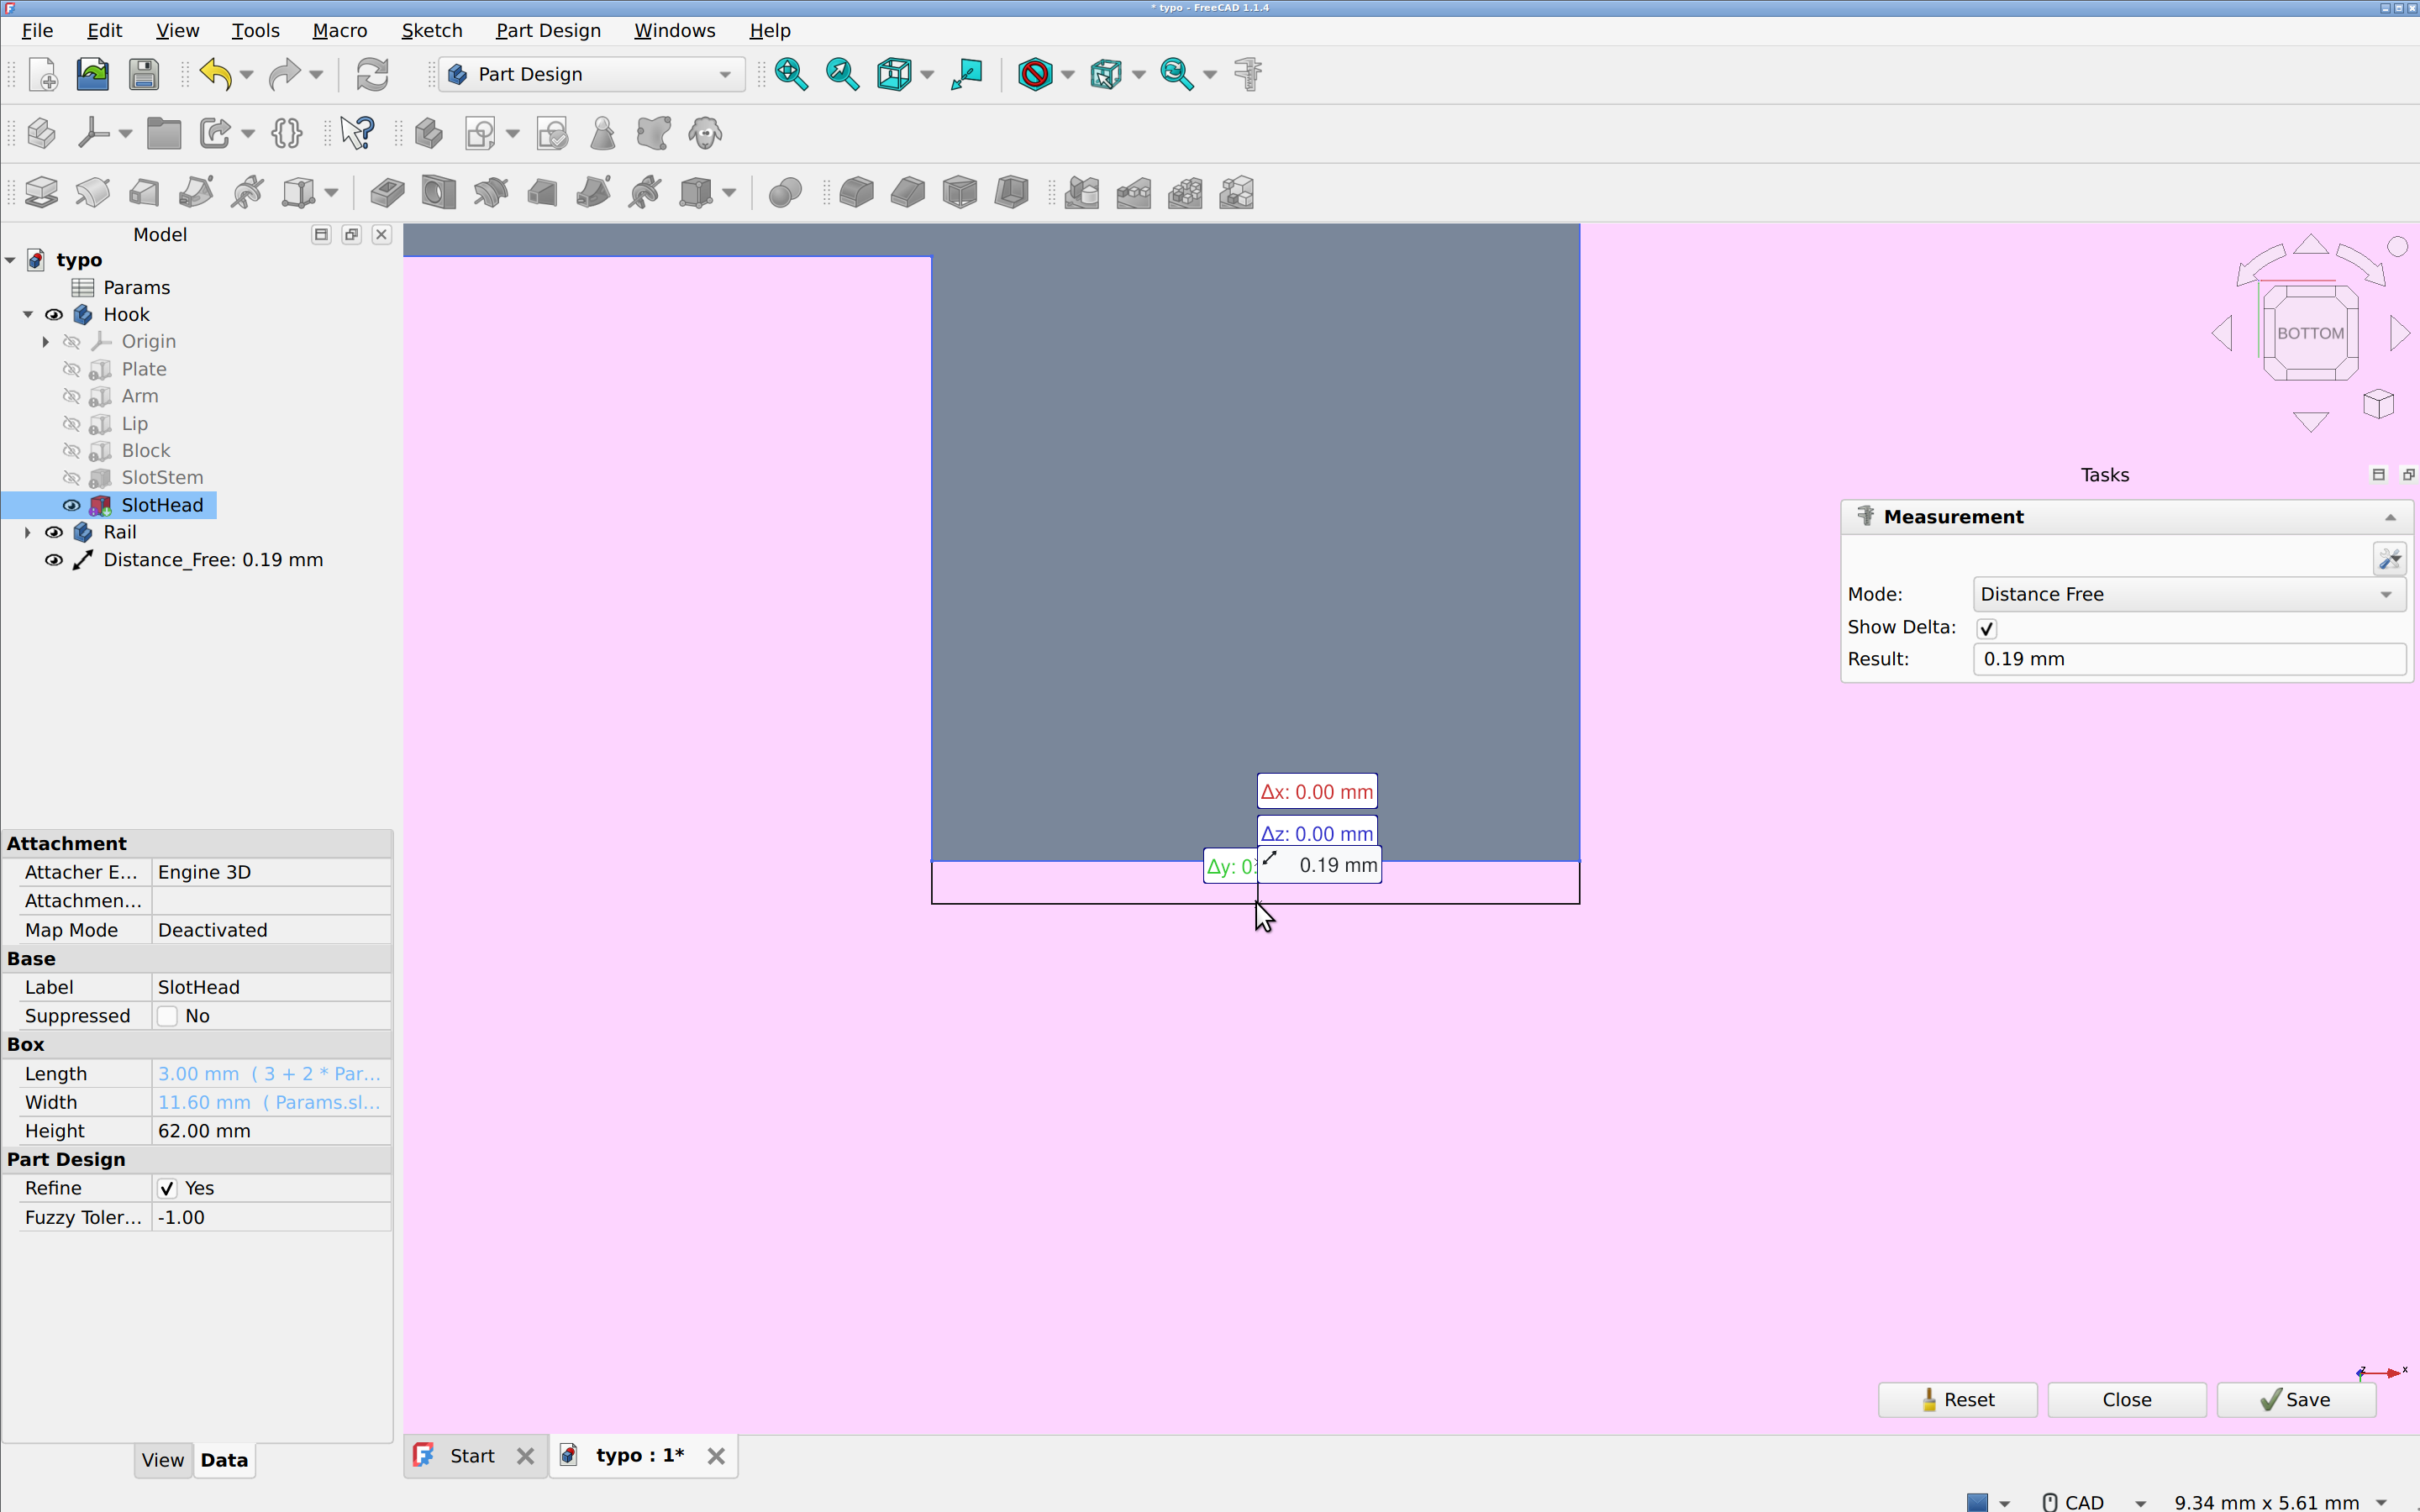 * typo - FreeCAD 1.1.4
File Edit View Tools Macro Sketch Part Design Windows Help
Part Design
Model
typo
Params
Hook
Origin
Plate
Arm
Lip
Block
SlotStem
SlotHead
Rail
Distance_Free: 0.19 mm
Attachment
Attacher E... Engine 3D
Attachmen...
Map Mode Deactivated
Base
Label SlotHead
Suppressed No
Box
Length 3.00 mm ( 3 + 2 * Par...
Width 11.60 mm ( Params.sl...
Height 62.00 mm
Part Design
Refine Yes
Fuzzy Toler... -1.00
View Data
BOTTOM
Δx: 0.00 mm
Δz: 0.00 mm
Δy: 0.
0.19 mm
Tasks
Measurement
Mode: Distance Free
Show Delta:
Result: 0.19 mm
z x
Reset Close Save
Start typo : 1*
CAD 9.34 mm x 5.61 mm